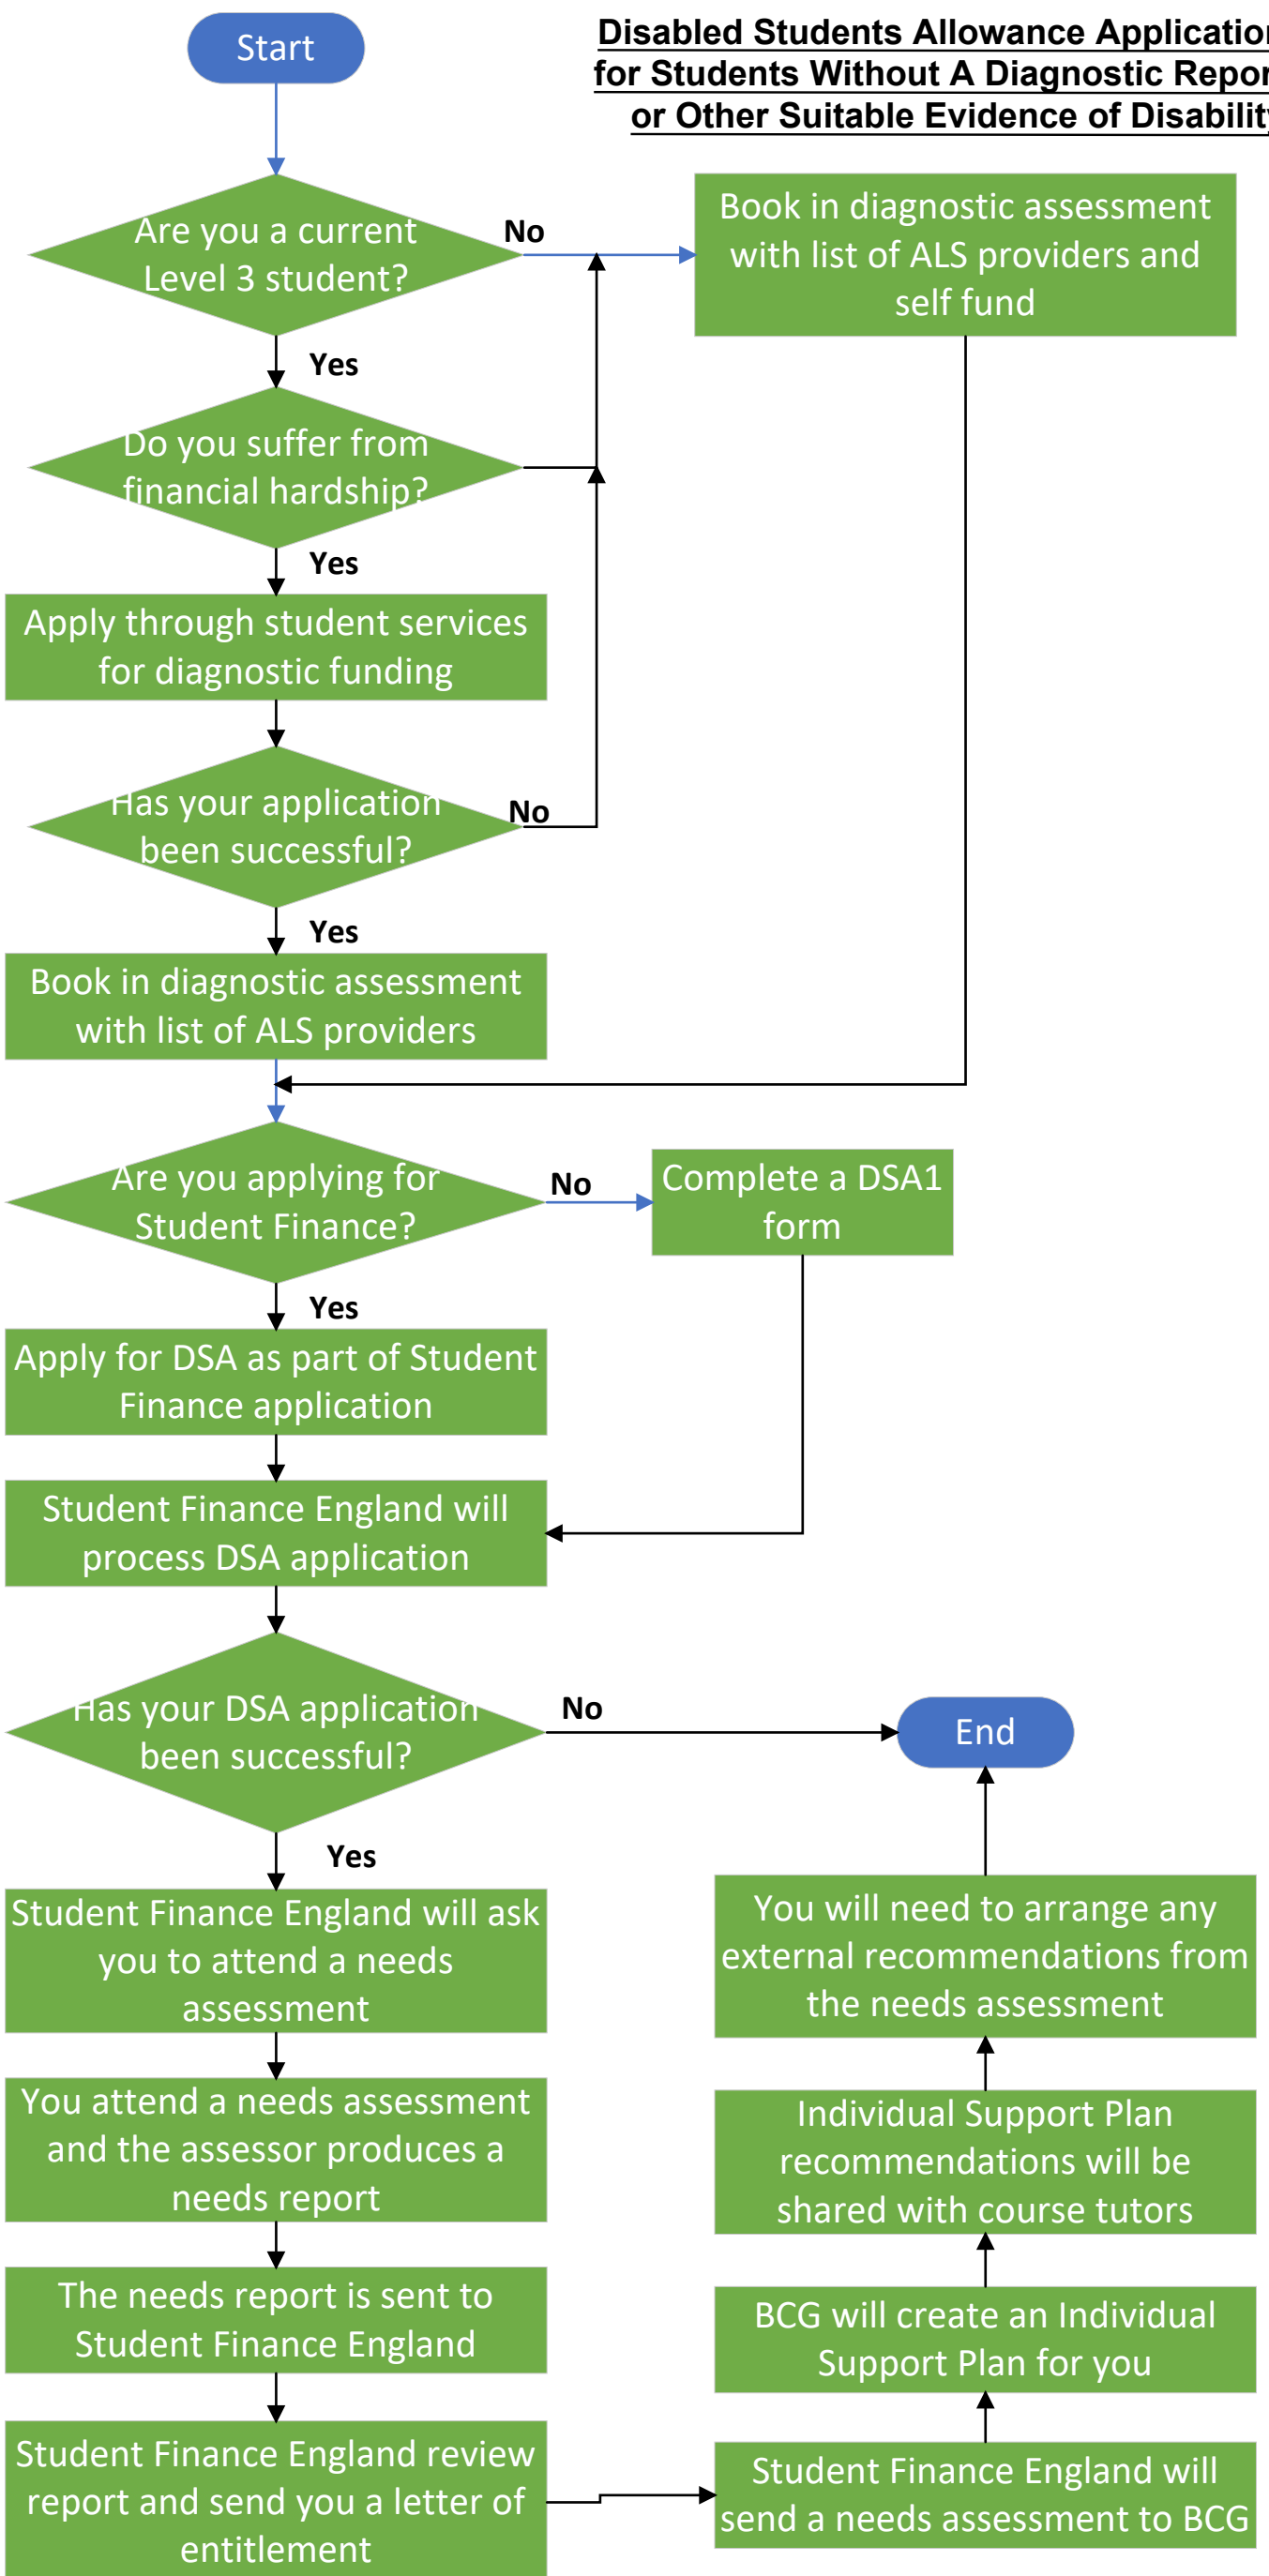 Start
Disabled Students Allowance Application
for Students Without A Diagnostic Report
or Other Suitable Evidence of Disability
Are you a current
Level 3 student?
No
Book in diagnostic assessment
with list of ALS providers and
self fund
Yes
Do you suffer from
financial hardship?
Yes
Apply through student services
for diagnostic funding
Has your application
been successful?
No
Yes
Book in diagnostic assessment
with list of ALS providers
Are you applying for
Student Finance?
No
Complete a DSA1
form
Yes
Apply for DSA as part of Student
Finance application
Student Finance England will
process DSA application
Has your DSA application
been successful?
No
End
Yes
Student Finance England will ask
you to attend a needs
assessment
You attend a needs assessment
and the assessor produces a
needs report
The needs report is sent to
Student Finance England
Student Finance England review
report and send you a letter of
entitlement
Student Finance England will
send a needs assessment to BCG
BCG will create an Individual
Support Plan for you
Individual Support Plan
recommendations will be
shared with course tutors
You will need to arrange any
external recommendations from
the needs assessment